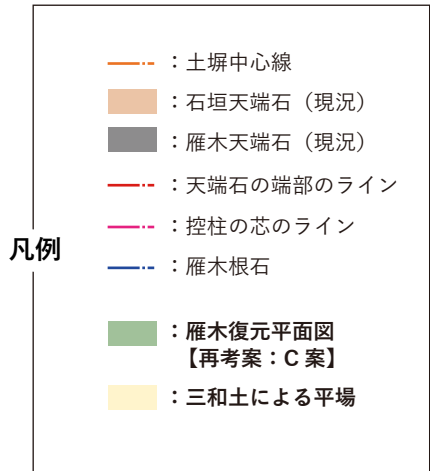 ：土塀中心線
：石垣天端石（現況）
：雁木天端石（現況）
：天端石の端部のライン
：控柱の芯のライン
凡例
：雁木根石
：雁木復元平面図
【再考案：C 案】
：三和土による平場